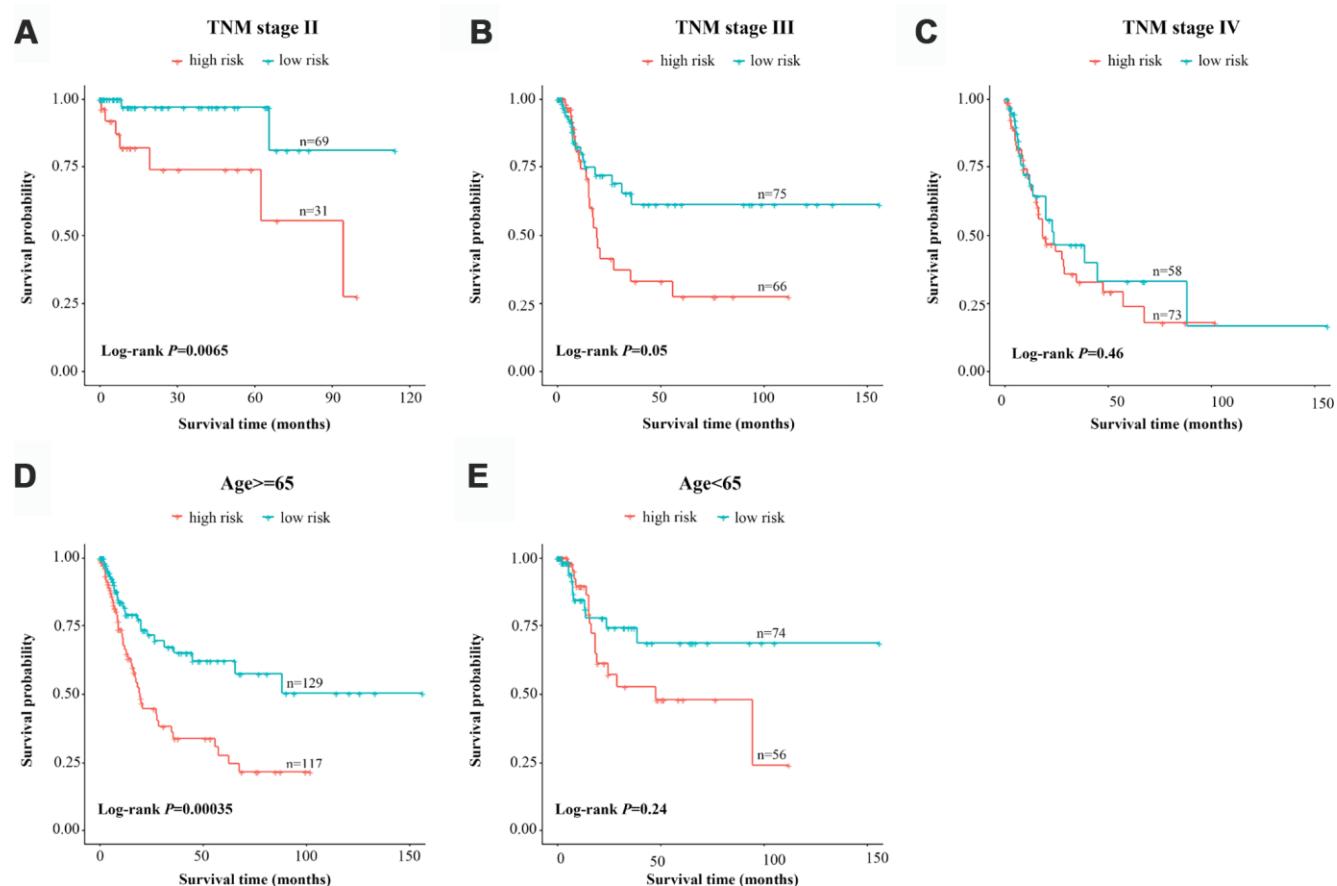 A
TNM stage II
high risk low risk
Survival probability
1.00
0.75
0.50
0.25
0.00
n=69
n=31
Log-rank P=0.0065
0 60 120
Survival time (months)
B
TNM stage III
high risk low risk
Survival probability
1.00
0.75
0.50
0.25
0.00
n=75
n=66
Log-rank P=0.05
0 50 100 150
Survival time (months)
C
TNM stage IV
high risk low risk
Survival probability
1.00
0.75
0.50
0.25
0.00
n=58
n=73
Log-rank P=0.46
0 50 100 150
Survival time (months)
D
Age>=65
high risk low risk
Survival probability
1.00
0.75
0.50
0.25
0.00
n=129
n=117
Log-rank P=0.00035
0 50 100 150
Survival time (months)
E
Age<65
high risk low risk
Survival probability
1.00
0.75
0.50
0.25
0.00
n=74
n=56
Log-rank P=0.24
0 50 100 150
Survival time (months)